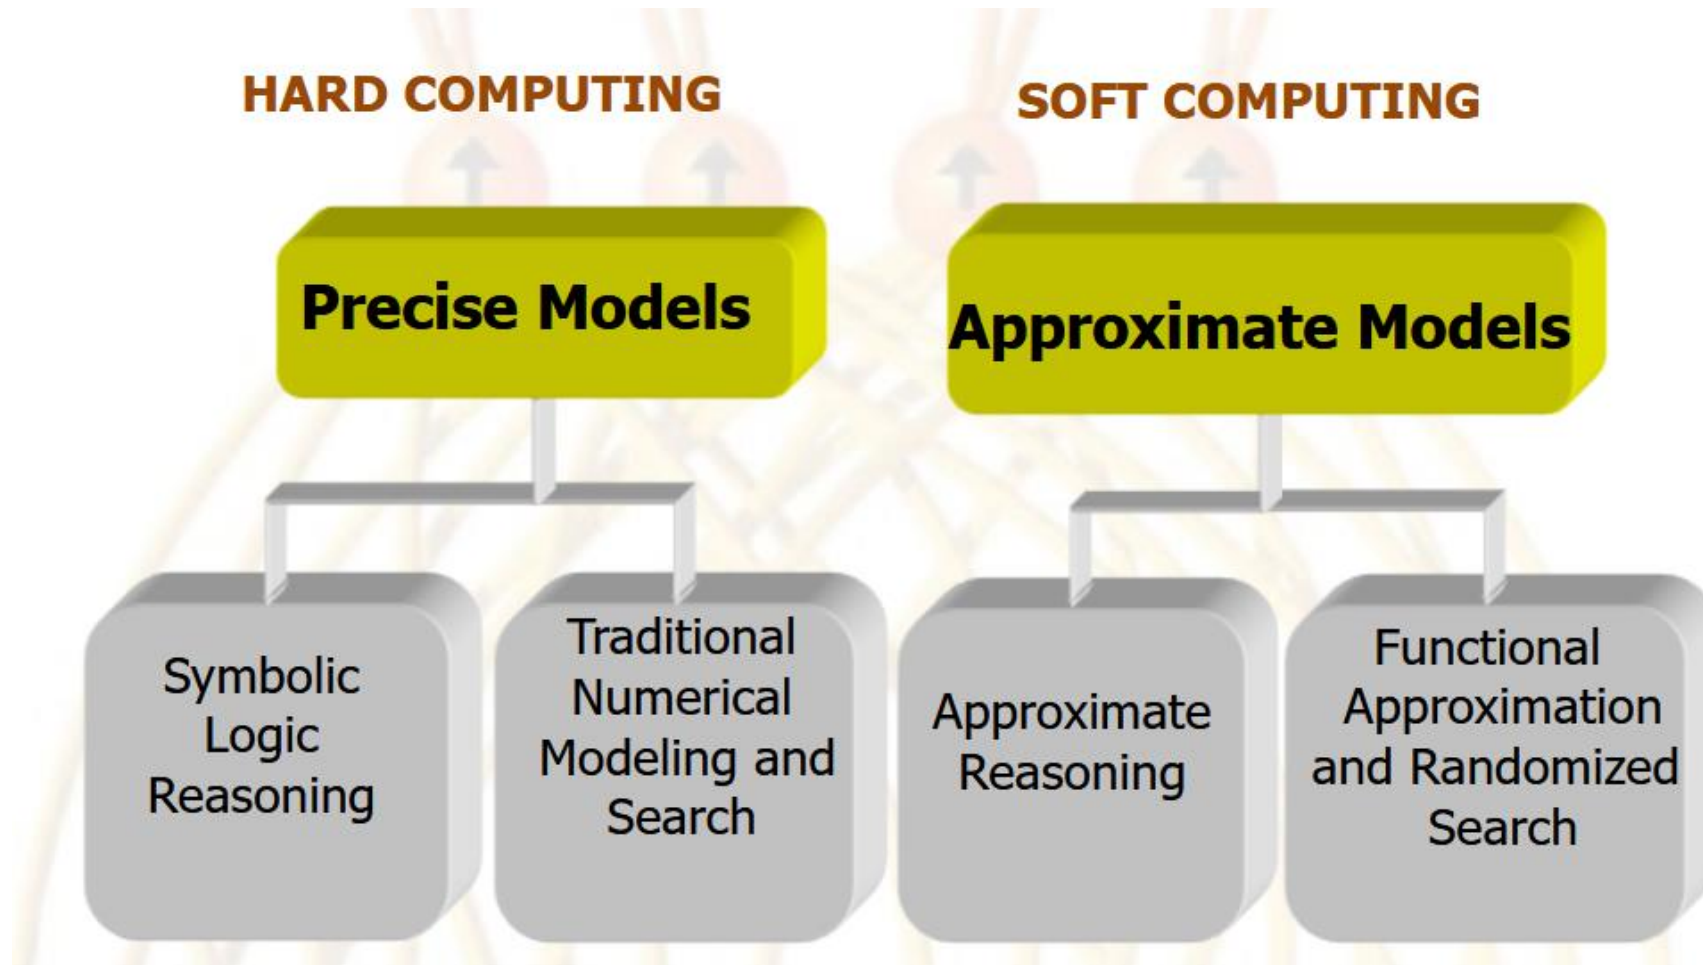 HARD COMPUTING
SOFT COMPUTING
Precise Models
Approximate Models
Symbolic
Logic
Reasoning
Traditional
Numerical
Modeling and
Search
Approximate
Reasoning
Functional
Approximation
and Randomized
Search